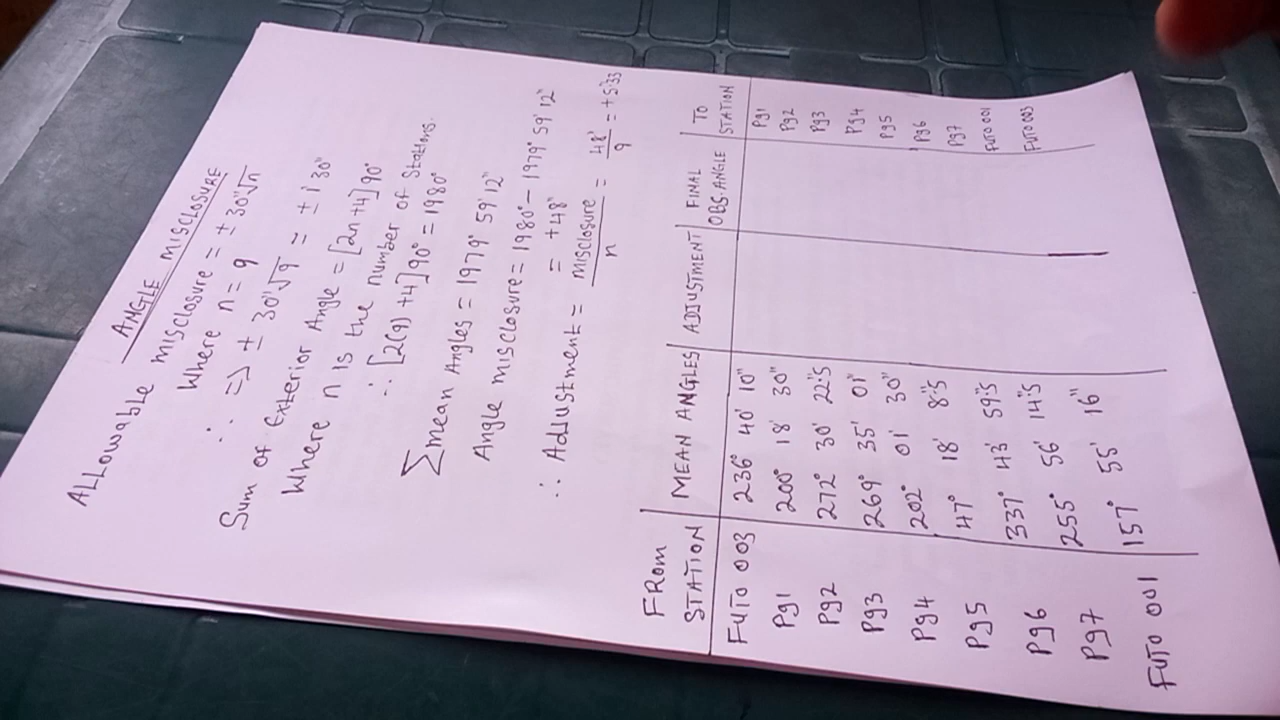 ANGLE MISCLOSURE
Allowable misclosure = ± 30"√n
Where n = 9
∴ => ± 30"√9 = ± 1' 30"
Sum of Exterior Angle = [2n + 4] 90°
Where n is the number of Stations.
∴ [2(9) + 4] 90° = 1980°
∑ mean Angles = 1979° 59' 12"
Angle misclosure = 1980° - 1979° 59' 12"
= + 48"
∴ Adjustment = misclosure / n = 48" / 9 = + 5.33
FROM STATION | MEAN ANGLES | ADJUSTMENT | FINAL OBS. ANGLE | TO STATION
FUTO 003 236° 40' 10" Pg1
Pg1 200° 18' 30" Pg2
Pg2 272° 30' 22".5 Pg3
Pg3 269° 35' 01" Pg4
Pg4 202° 01' 30" Pg5
Pg5 47° 18' 8".5 Pg6
Pg6 337° 43' 59".5 Pg7
Pg7 255° 56' 14".5 FUTO 001
FUTO 001 157° 55' 16" FUTO 003